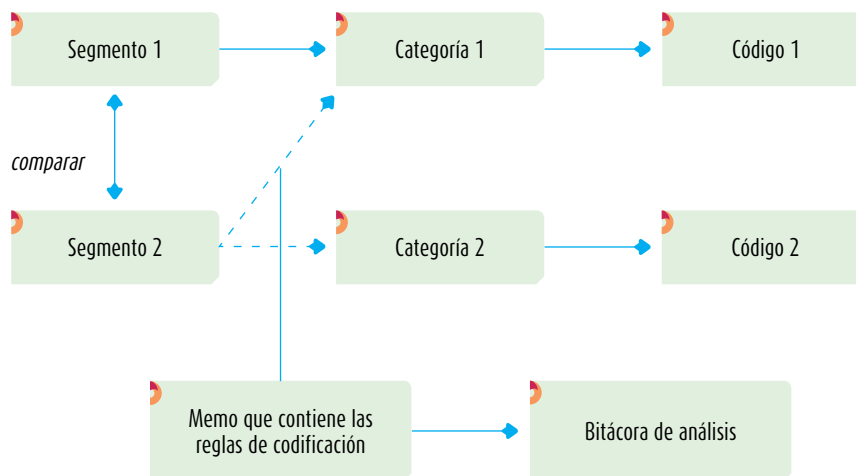 Segmento 1
Categoría 1
Código 1
comparar
Segmento 2
Categoría 2
Código 2
Memo que contiene las
reglas de codificación
Bitácora de análisis